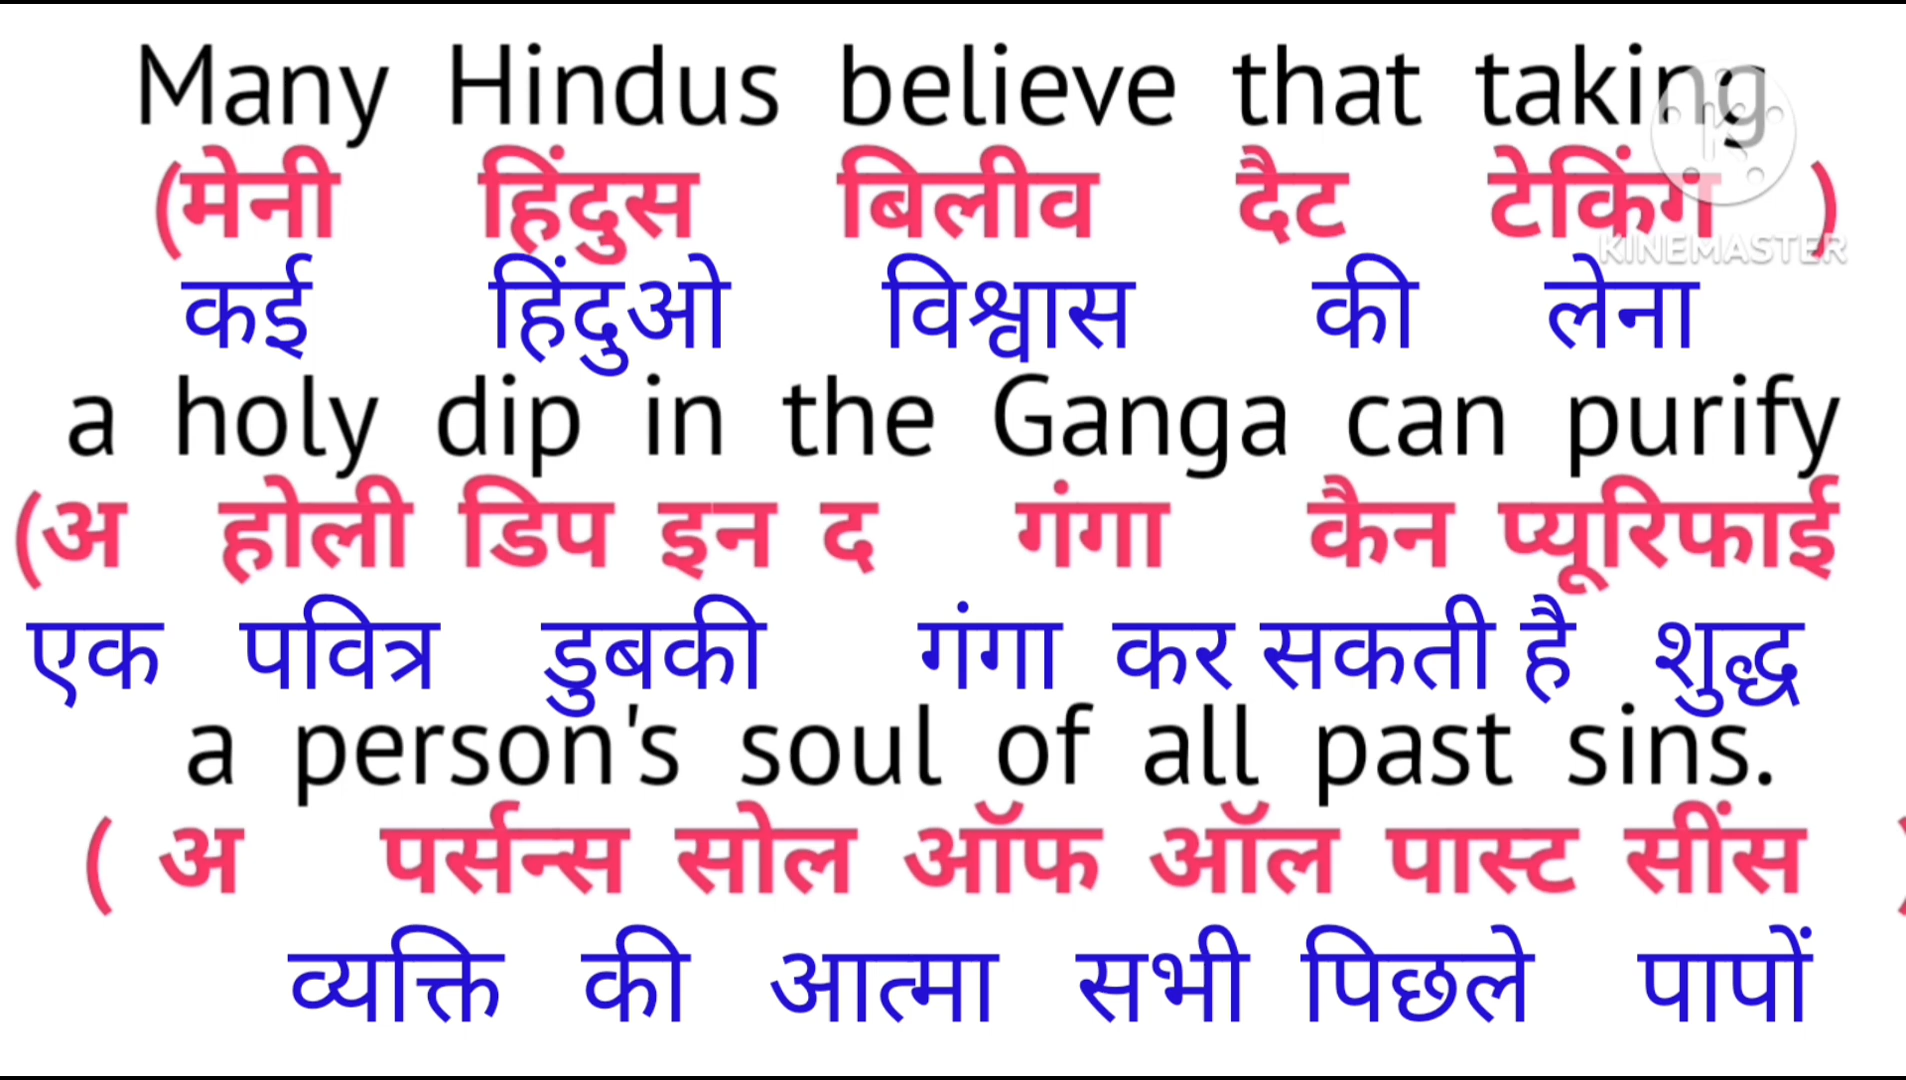 Many Hindus believe that taking
(मेनी हिंदुस बिलीव दैट टेकिंग )
KINEMASTER
कई हिंदुओ विश्वास की लेना
a holy dip in the Ganga can purify
(अ होली डिप इन द गंगा कैन प्यूरिफाई
एक पवित्र डुबकी गंगा कर सकती है शुद्ध
a person's soul of all past sins.
( अ पर्सन्स सोल ऑफ ऑल पास्ट सींस )
व्यक्ति की आत्मा सभी पिछले पापों